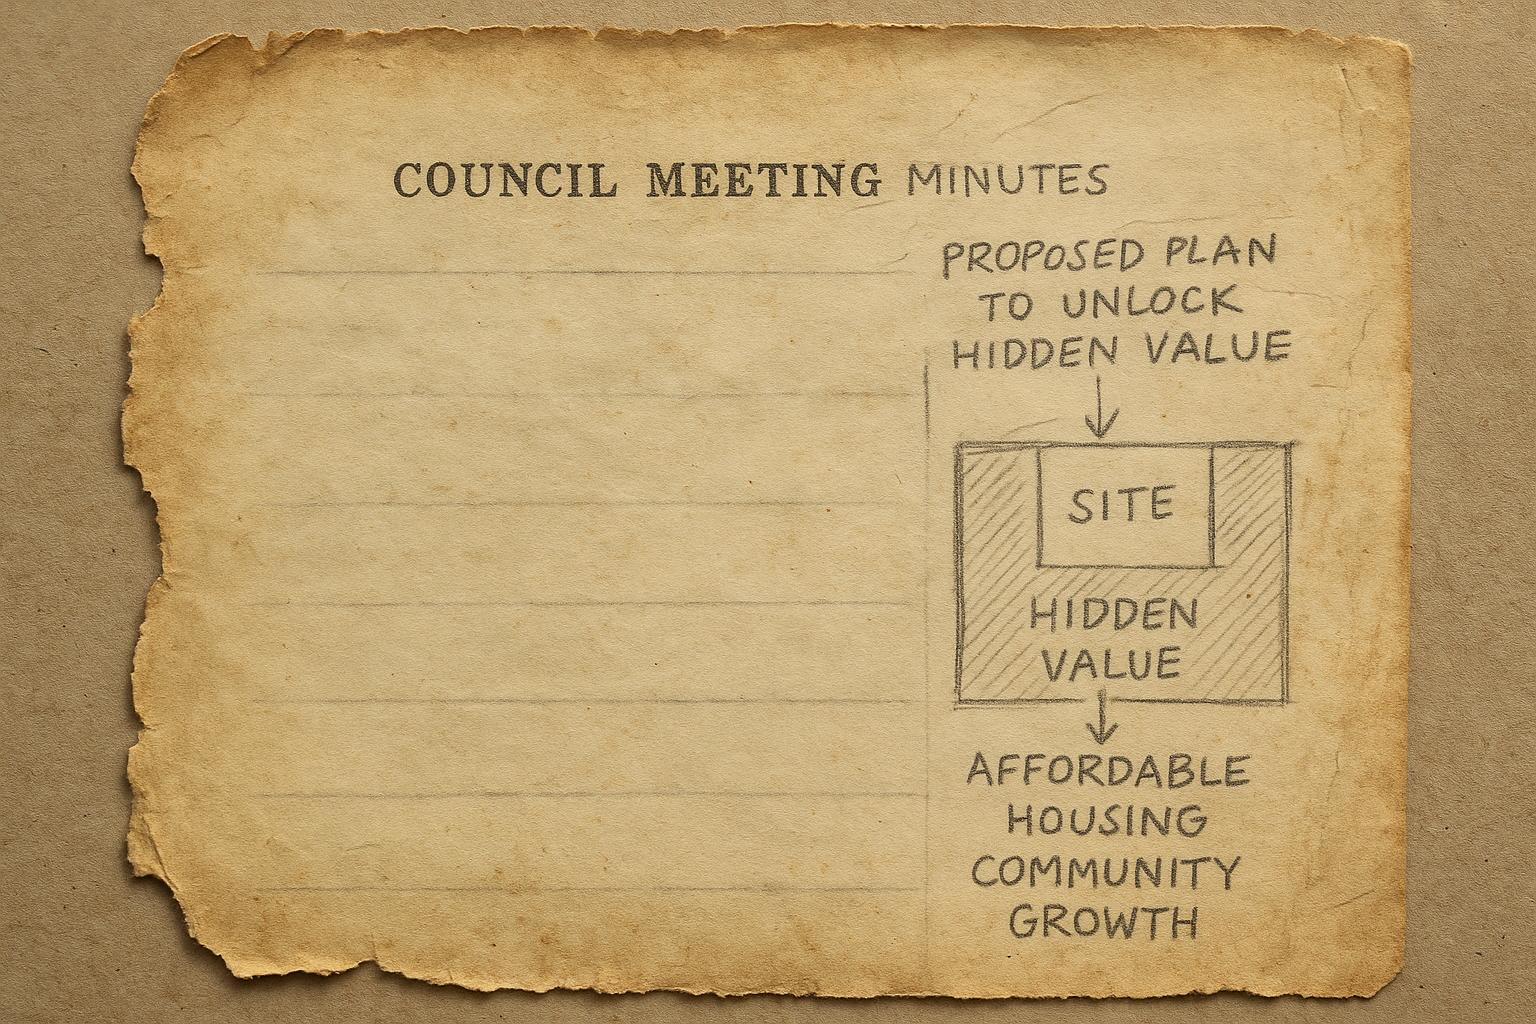 COUNCIL MEETING MINUTES
PROPOSED PLAN
TO UNLOCK
HIDDEN VALUE
SITE
HIDDEN
VALUE
AFFORDABLE
HOUSING
COMMUNITY
GROWTH